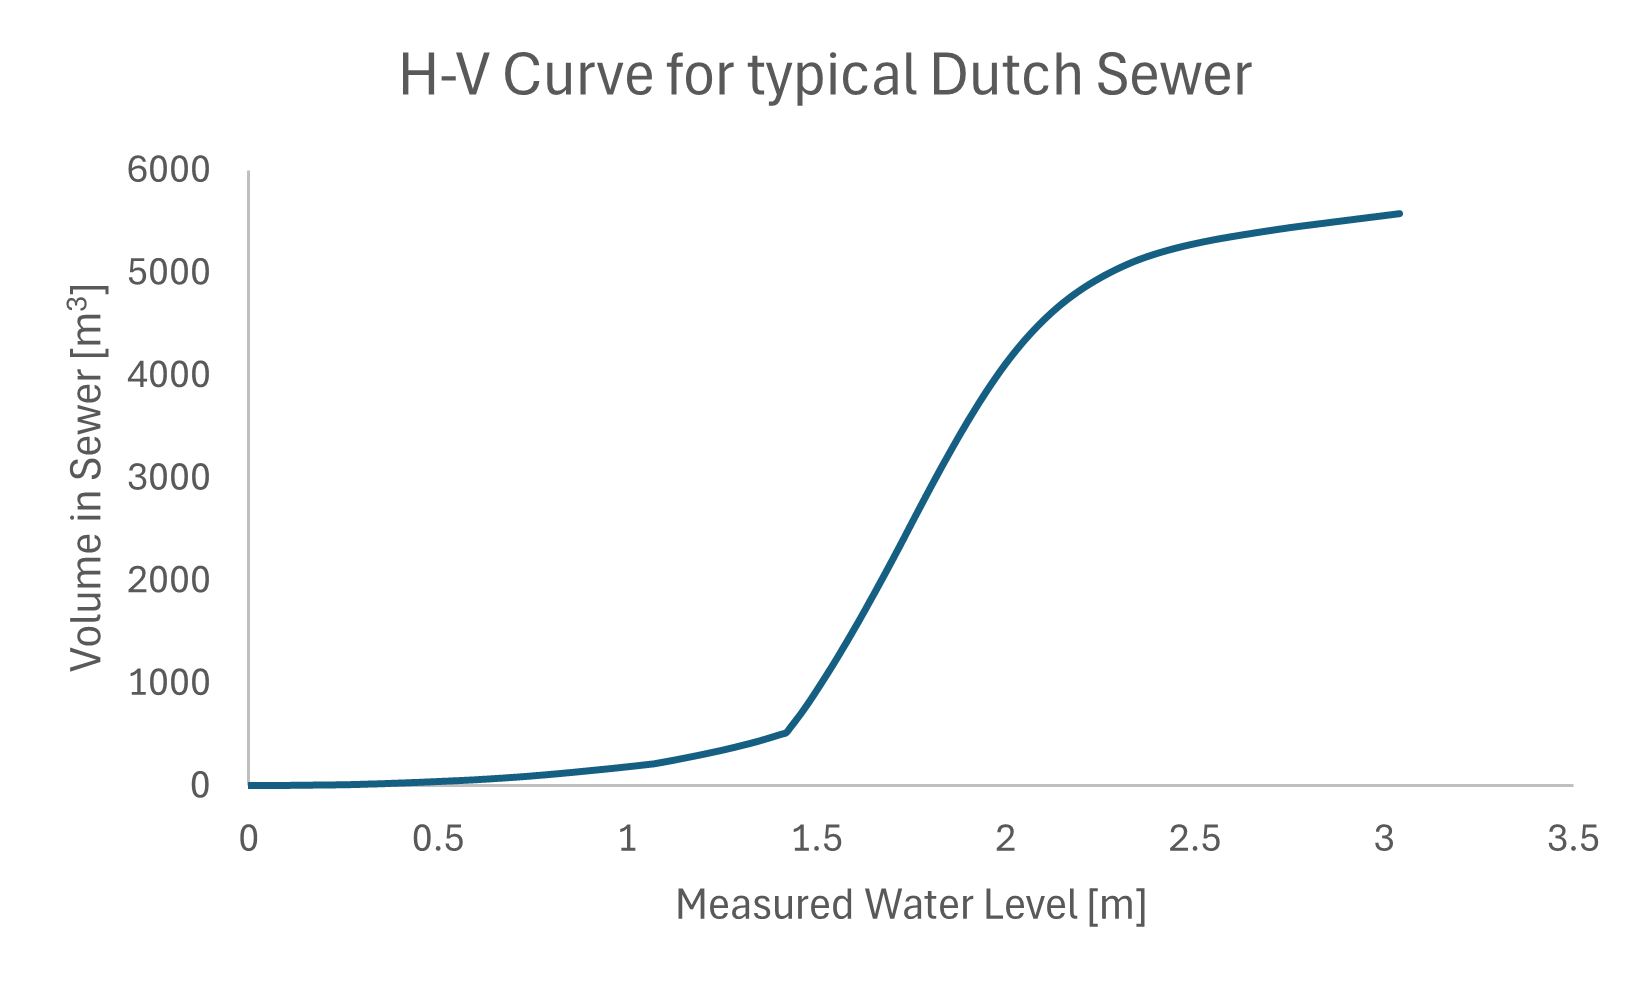 H-V Curve for typical Dutch Sewer
6000
5000
4000
3000
2000
1000
0
Volume in Sewer [m³]
0 0.5 1 1.5 2 2.5 3 3.5
Measured Water Level [m]